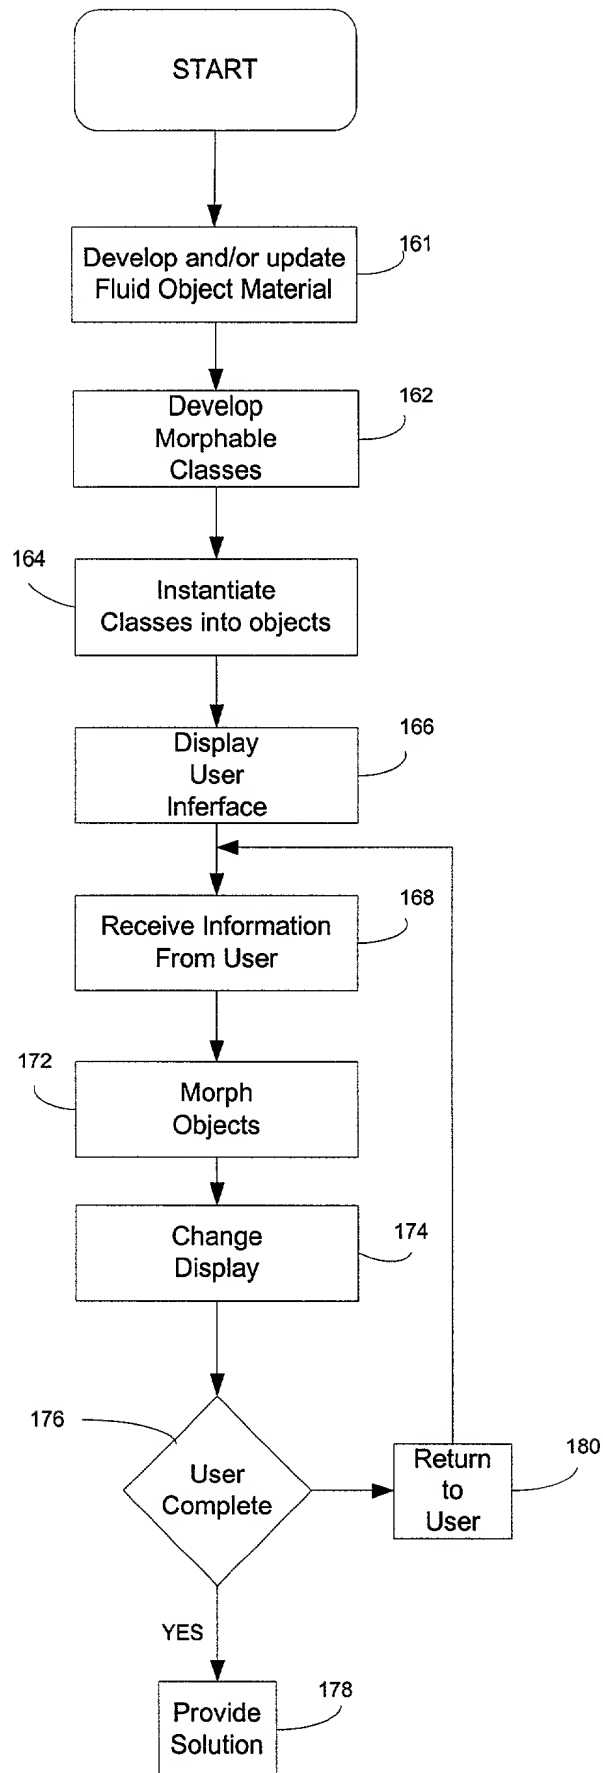 START
Develop and/or update
Fluid Object Material
161
Develop
Morphable
Classes
162
164
Instantiate
Classes into objects
Display
User
Inferface
166
Receive Information
From User
168
172
Morph
Objects
Change
Display
174
176
User
Complete
Return
to
User
180
YES
Provide
Solution
178